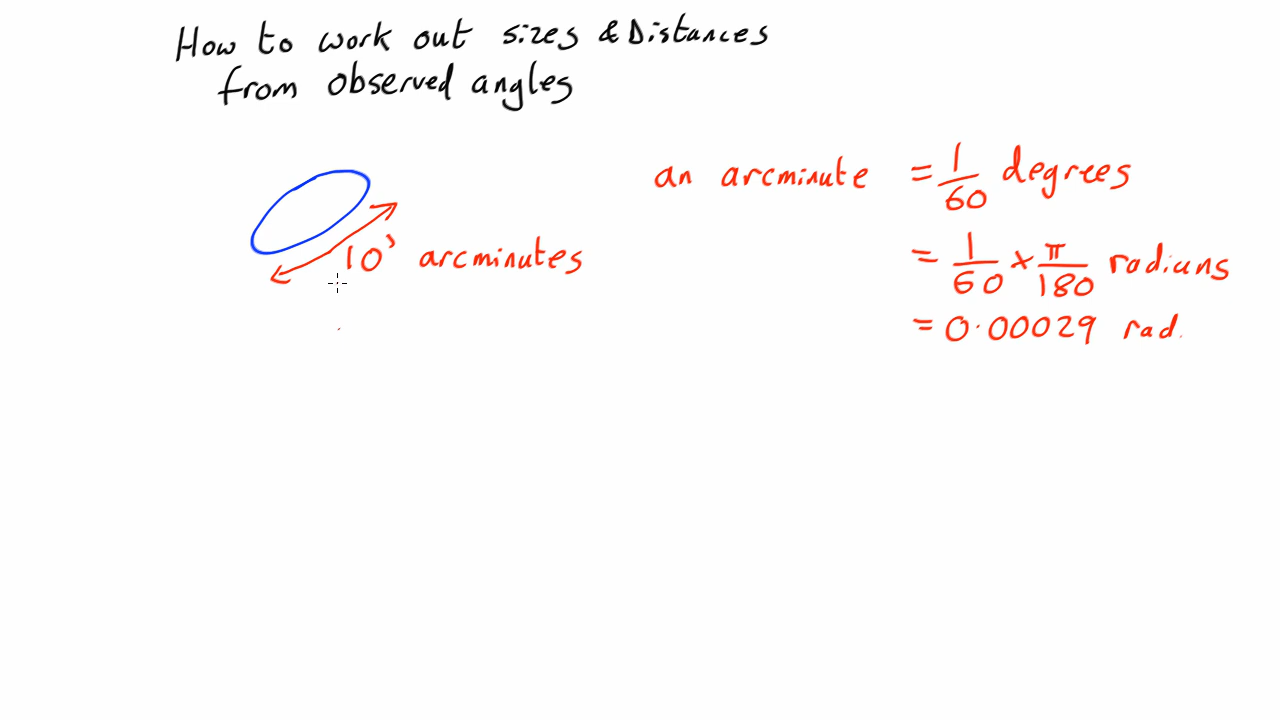 How to work out sizes & Distances
from observed angles
an arcminute = 1/60 degrees
10' arcminutes
= 1/60 × π/180 radians
= 0.00029 rad.